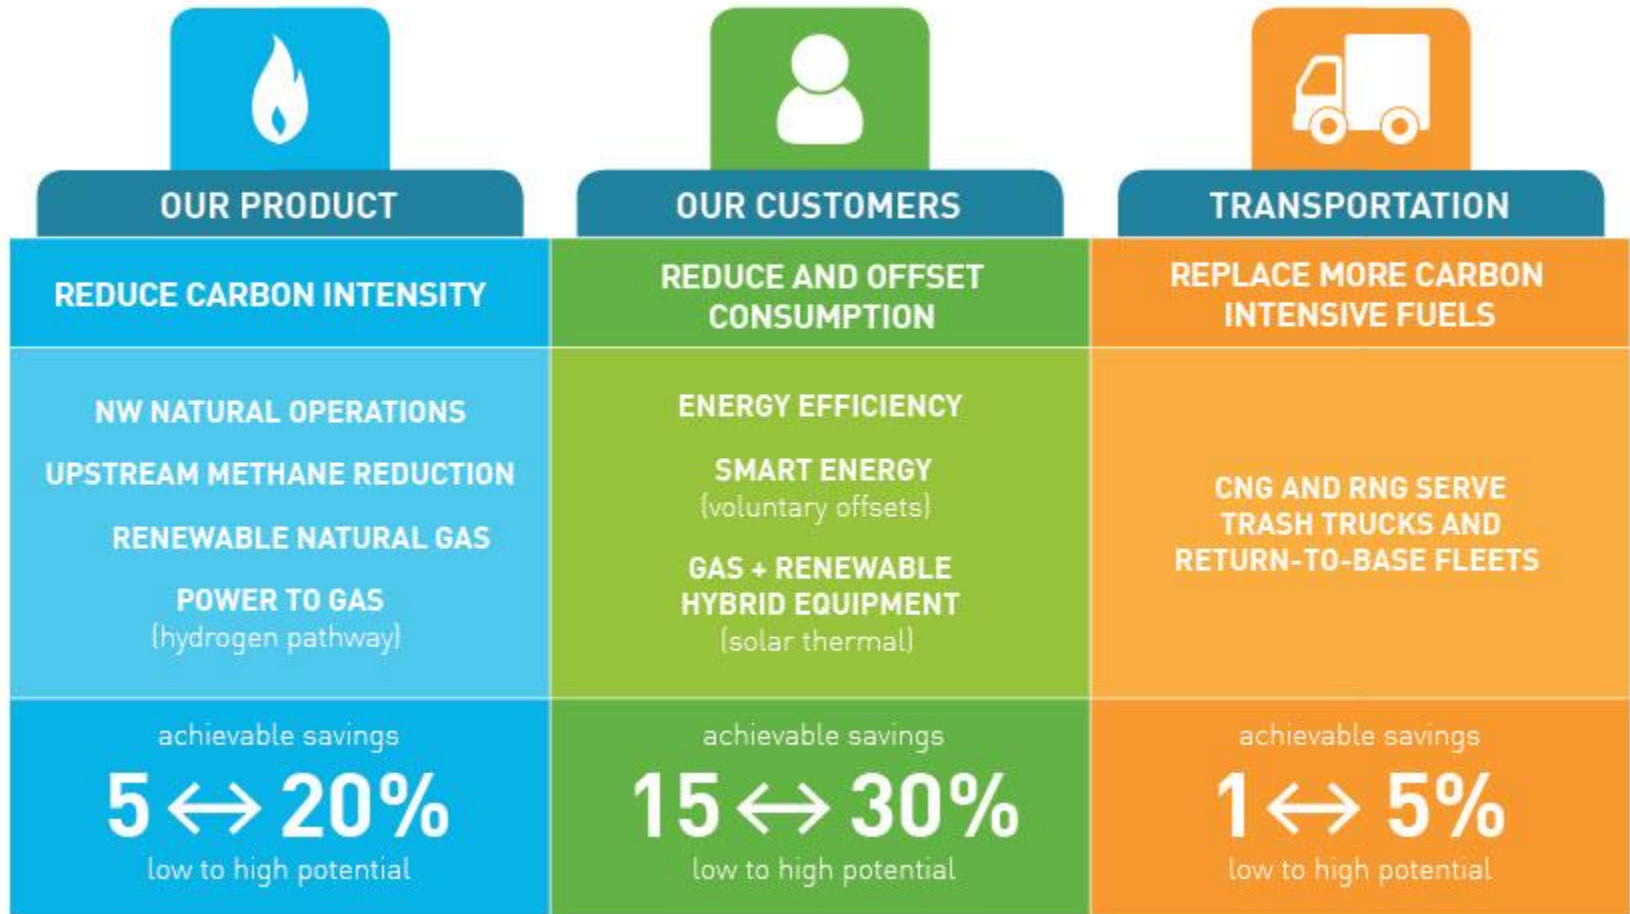 OUR PRODUCT
REDUCE CARBON INTENSITY
NW NATURAL OPERATIONS
UPSTREAM METHANE REDUCTION
RENEWABLE NATURAL GAS
POWER TO GAS
(hydrogen pathway)
achievable savings
5 ↔ 20%
low to high potential
OUR CUSTOMERS
REDUCE AND OFFSET
CONSUMPTION
ENERGY EFFICIENCY
SMART ENERGY
(voluntary offsets)
GAS + RENEWABLE
HYBRID EQUIPMENT
(solar thermal)
achievable savings
15 ↔ 30%
low to high potential
TRANSPORTATION
REPLACE MORE CARBON
INTENSIVE FUELS
CNG AND RNG SERVE
TRASH TRUCKS AND
RETURN-TO-BASE FLEETS
achievable savings
1 ↔ 5%
low to high potential